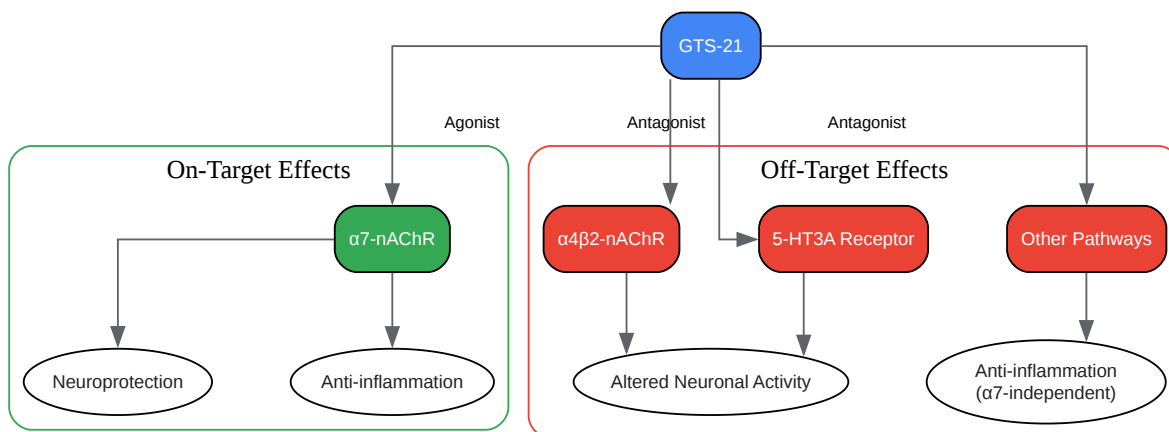 GTS-21
Agonist
Antagonist
Antagonist
On-Target Effects
Off-Target Effects
α7-nAChR
α4β2-nAChR
5-HT3A Receptor
Other Pathways
Neuroprotection
Anti-inflammation
Altered Neuronal Activity
Anti-inflammation
(α7-independent)